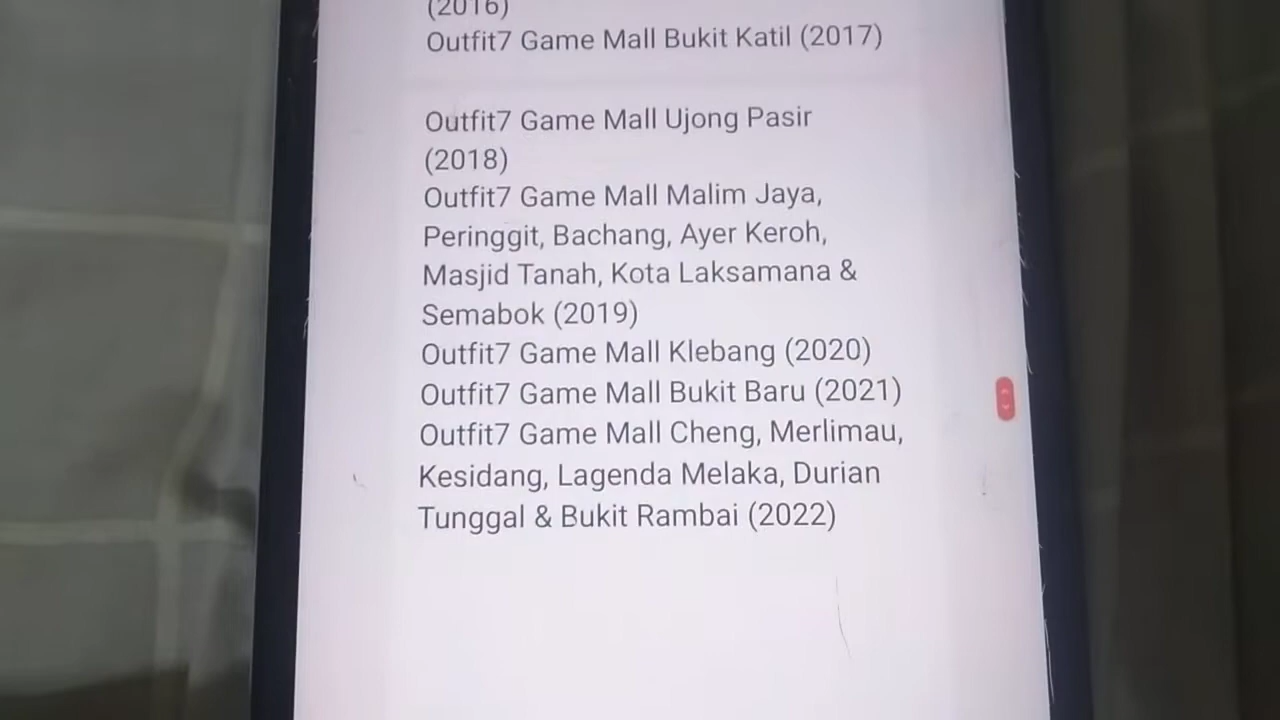 (2016)
Outfit7 Game Mall Bukit Katil (2017)
Outfit7 Game Mall Ujong Pasir
(2018)
Outfit7 Game Mall Malim Jaya,
Peringgit, Bachang, Ayer Keroh,
Masjid Tanah, Kota Laksamana &
Semabok (2019)
Outfit7 Game Mall Klebang (2020)
Outfit7 Game Mall Bukit Baru (2021)
Outfit7 Game Mall Cheng, Merlimau,
Kesidang, Lagenda Melaka, Durian
Tunggal & Bukit Rambai (2022)